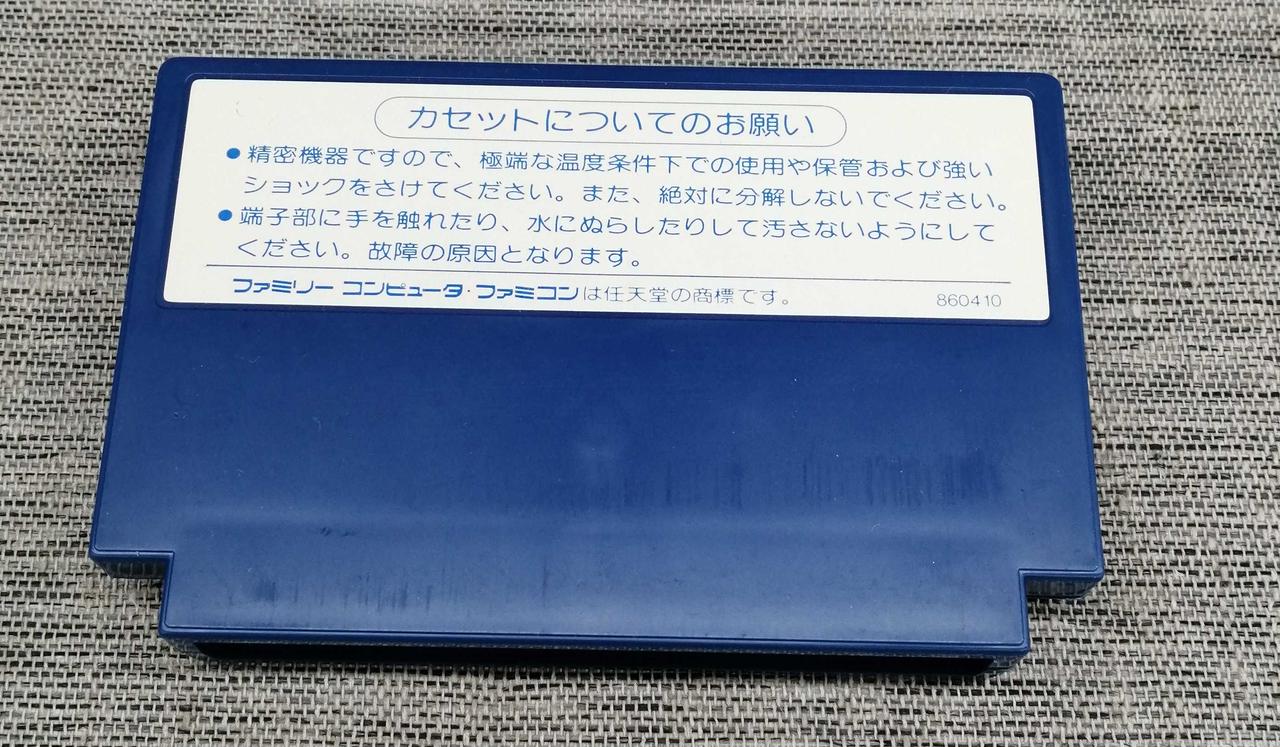 カセットについてのお願い
●精密機器ですので、極端な温度条件下での使用や保管および強い
ショックをさけてください。また、絶対に分解しないでください。
●端子部に手を触れたり、水にぬらしたりして汚さないようにして
ください。故障の原因となります。
ファミリー コンピュータ・ファミコンは任天堂の商標です。 860410